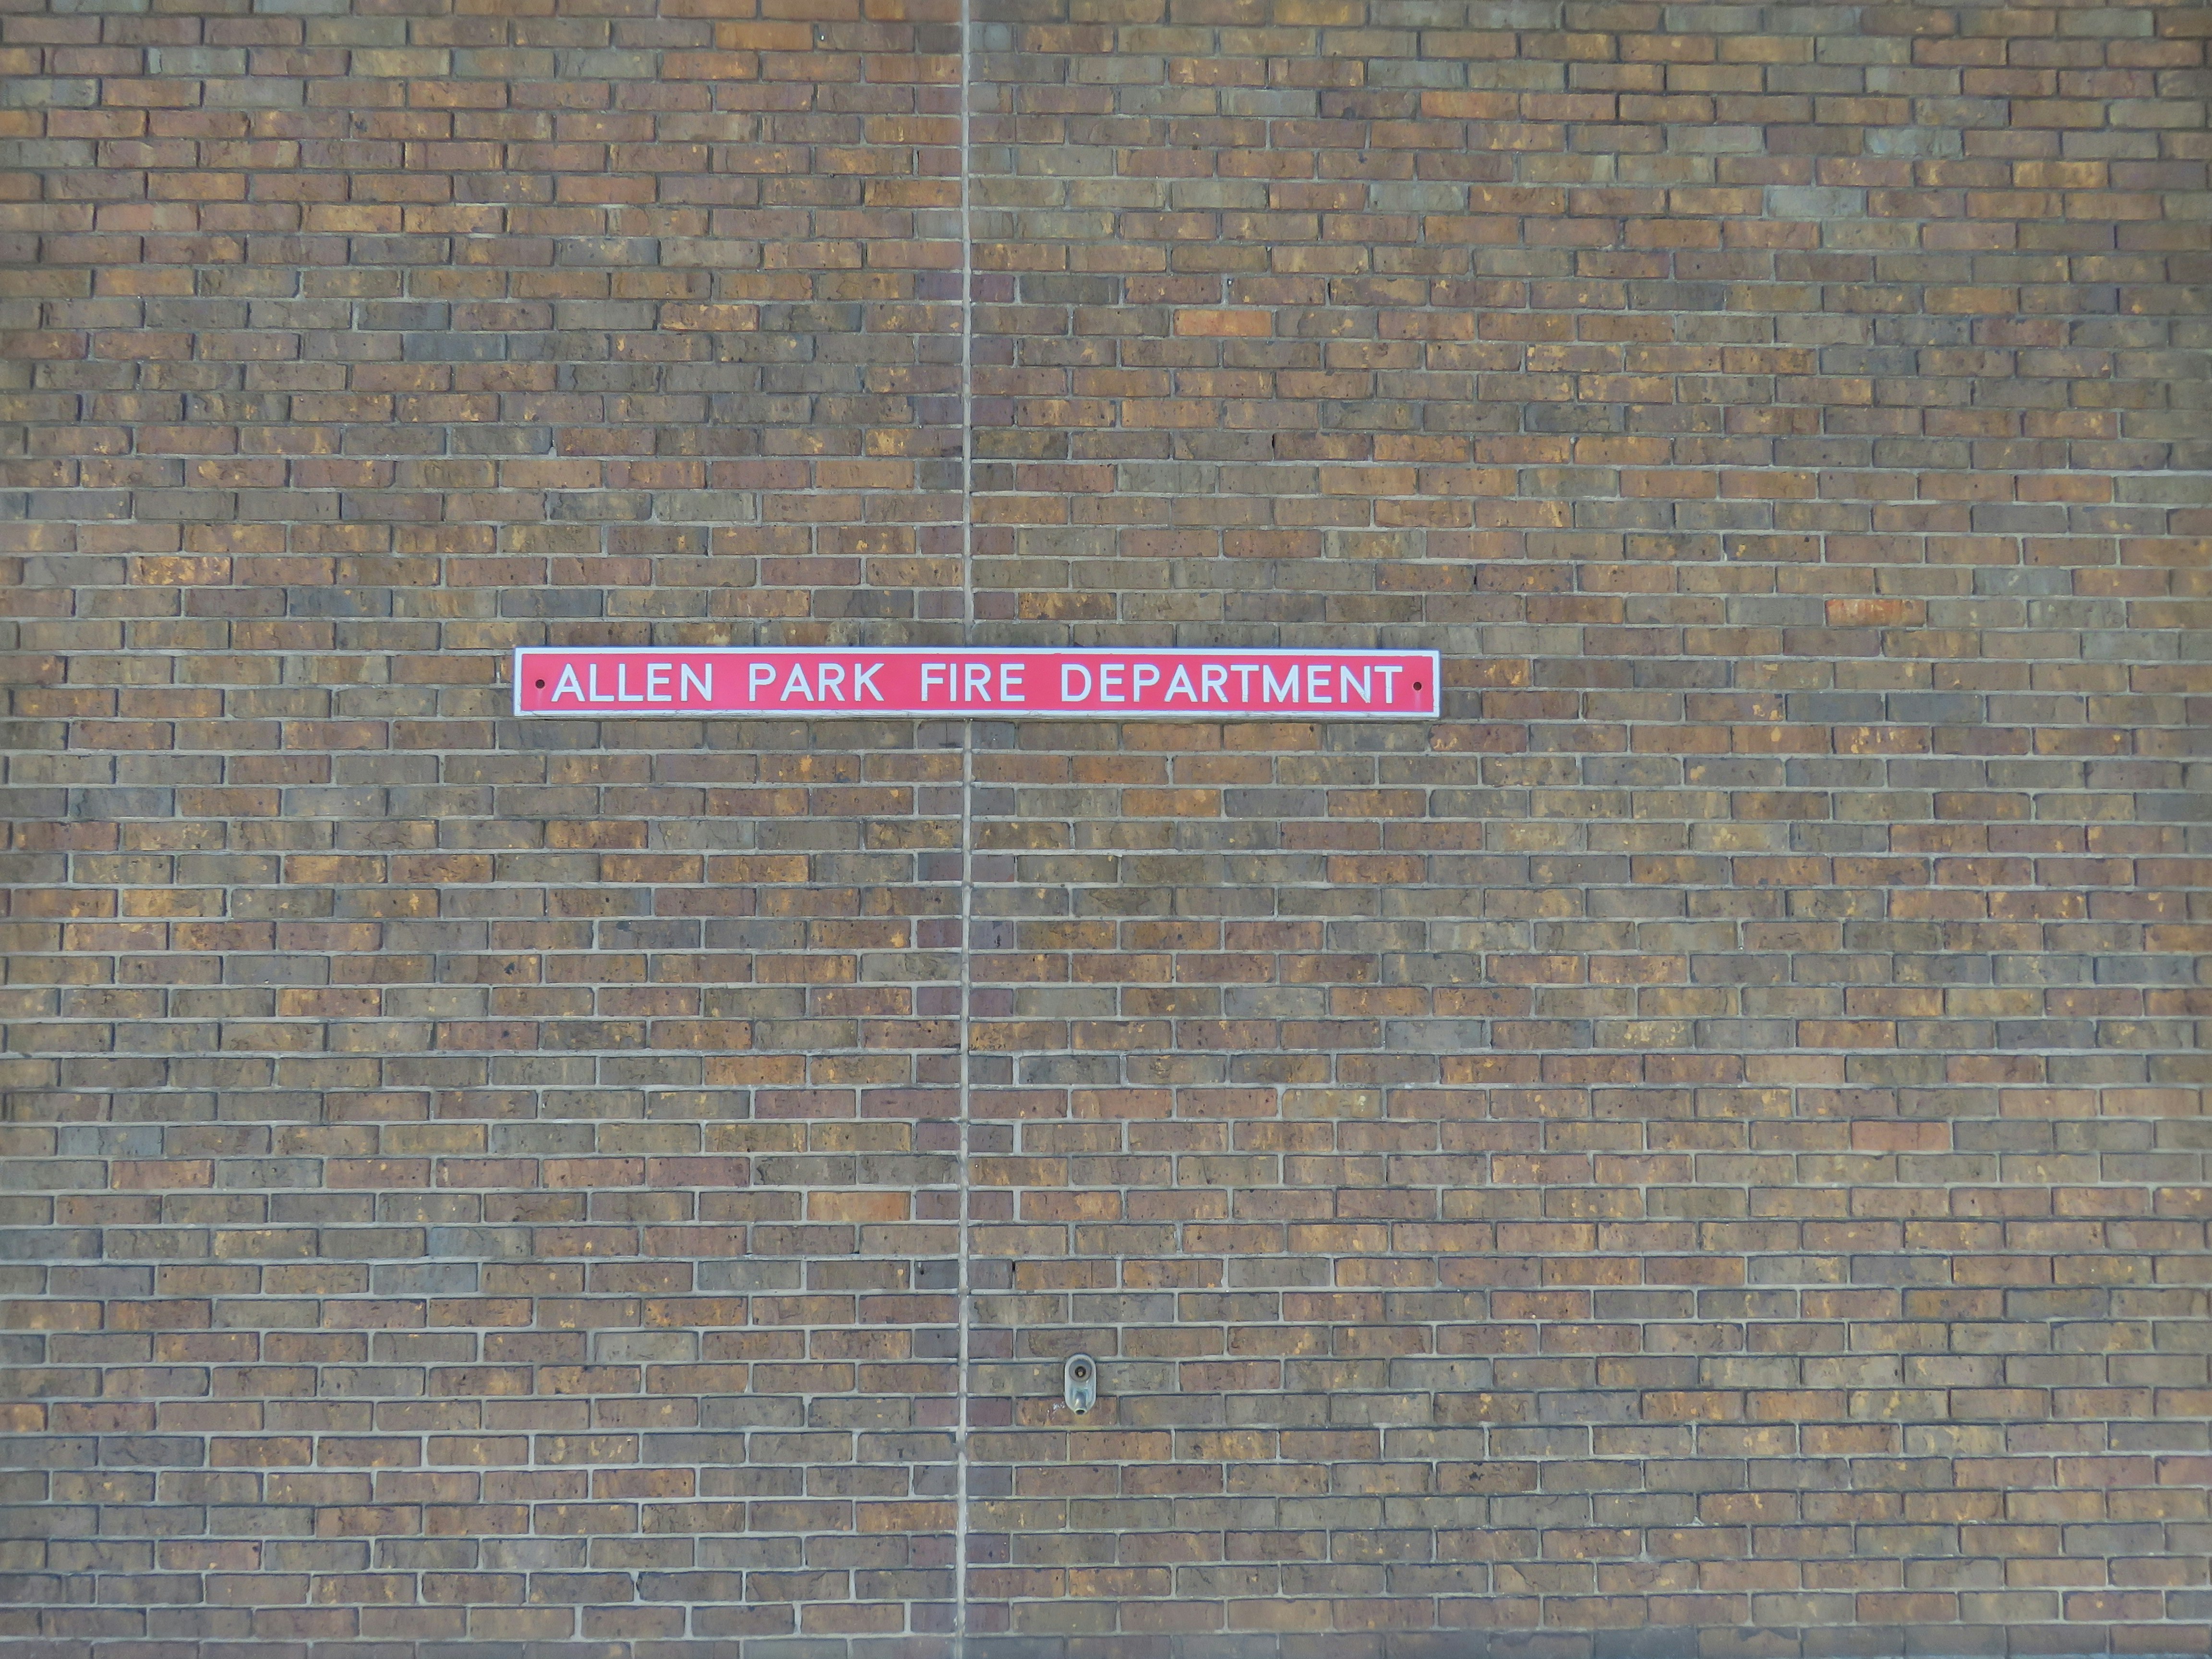 ALLEN PARK FIRE DEPARTMENT